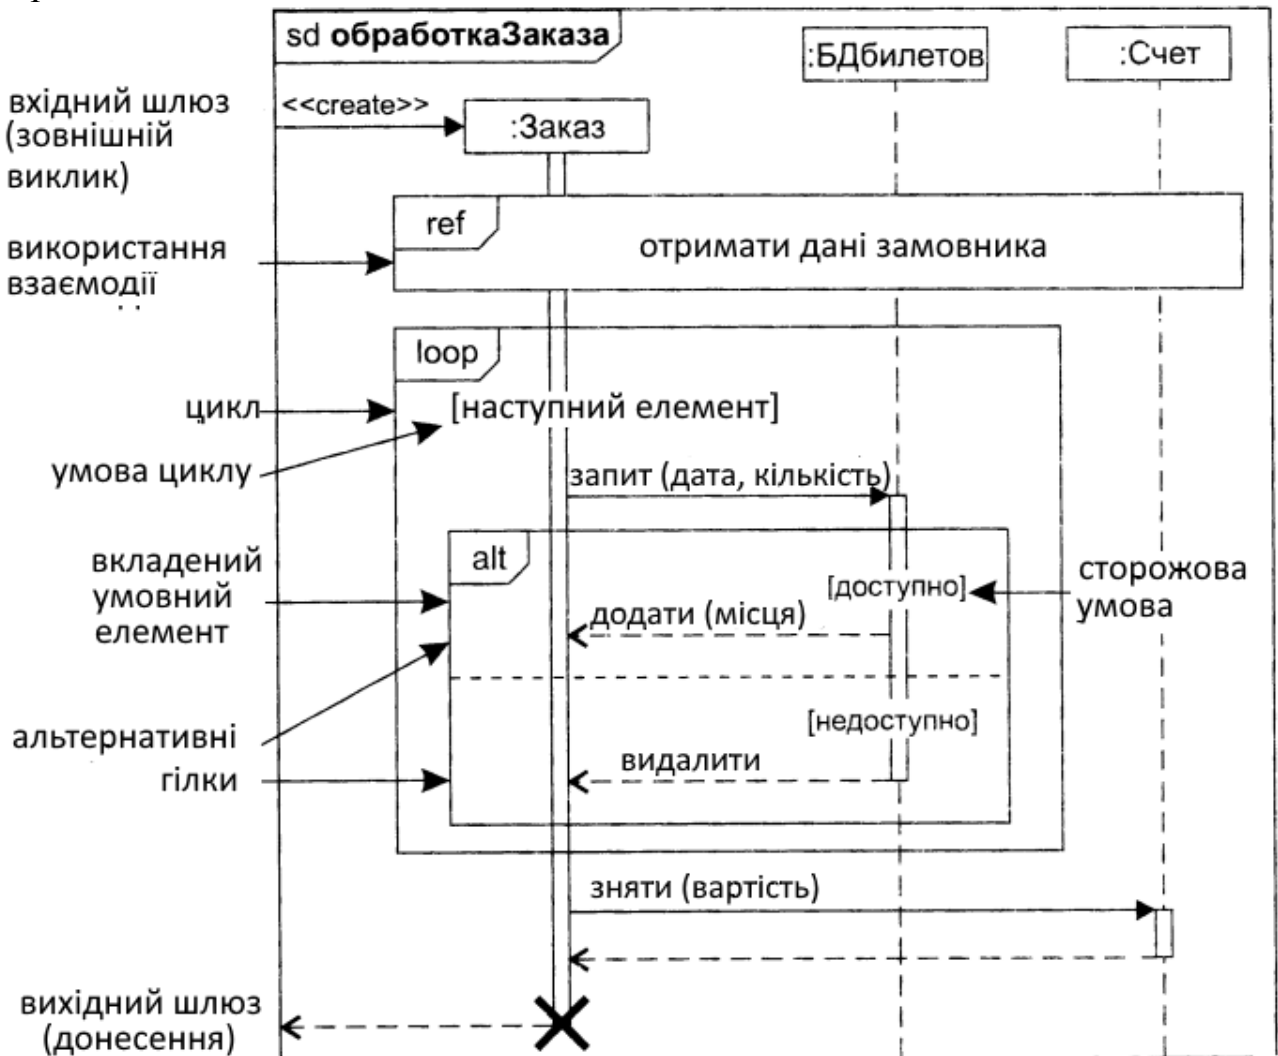 sd обработкаЗаказа
:БДбилетов
:Счет
вхідний шлюз
(зовнішній
виклик)
<<create>>
:Заказ
ref
отримати дані замовника
використання
взаємодії
loop
цикл
[наступний елемент]
умова циклу
запит (дата, кількість)
alt
вкладений
умовний
елемент
[доступно]
сторожова
умова
додати (місця)
альтернативні
гілки
[недоступно]
видалити
зняти (вартість)
вихідний шлюз
(донесення)